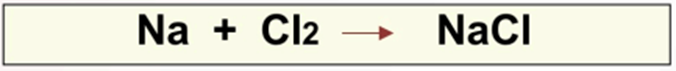 Na + Cl2 → NaCl